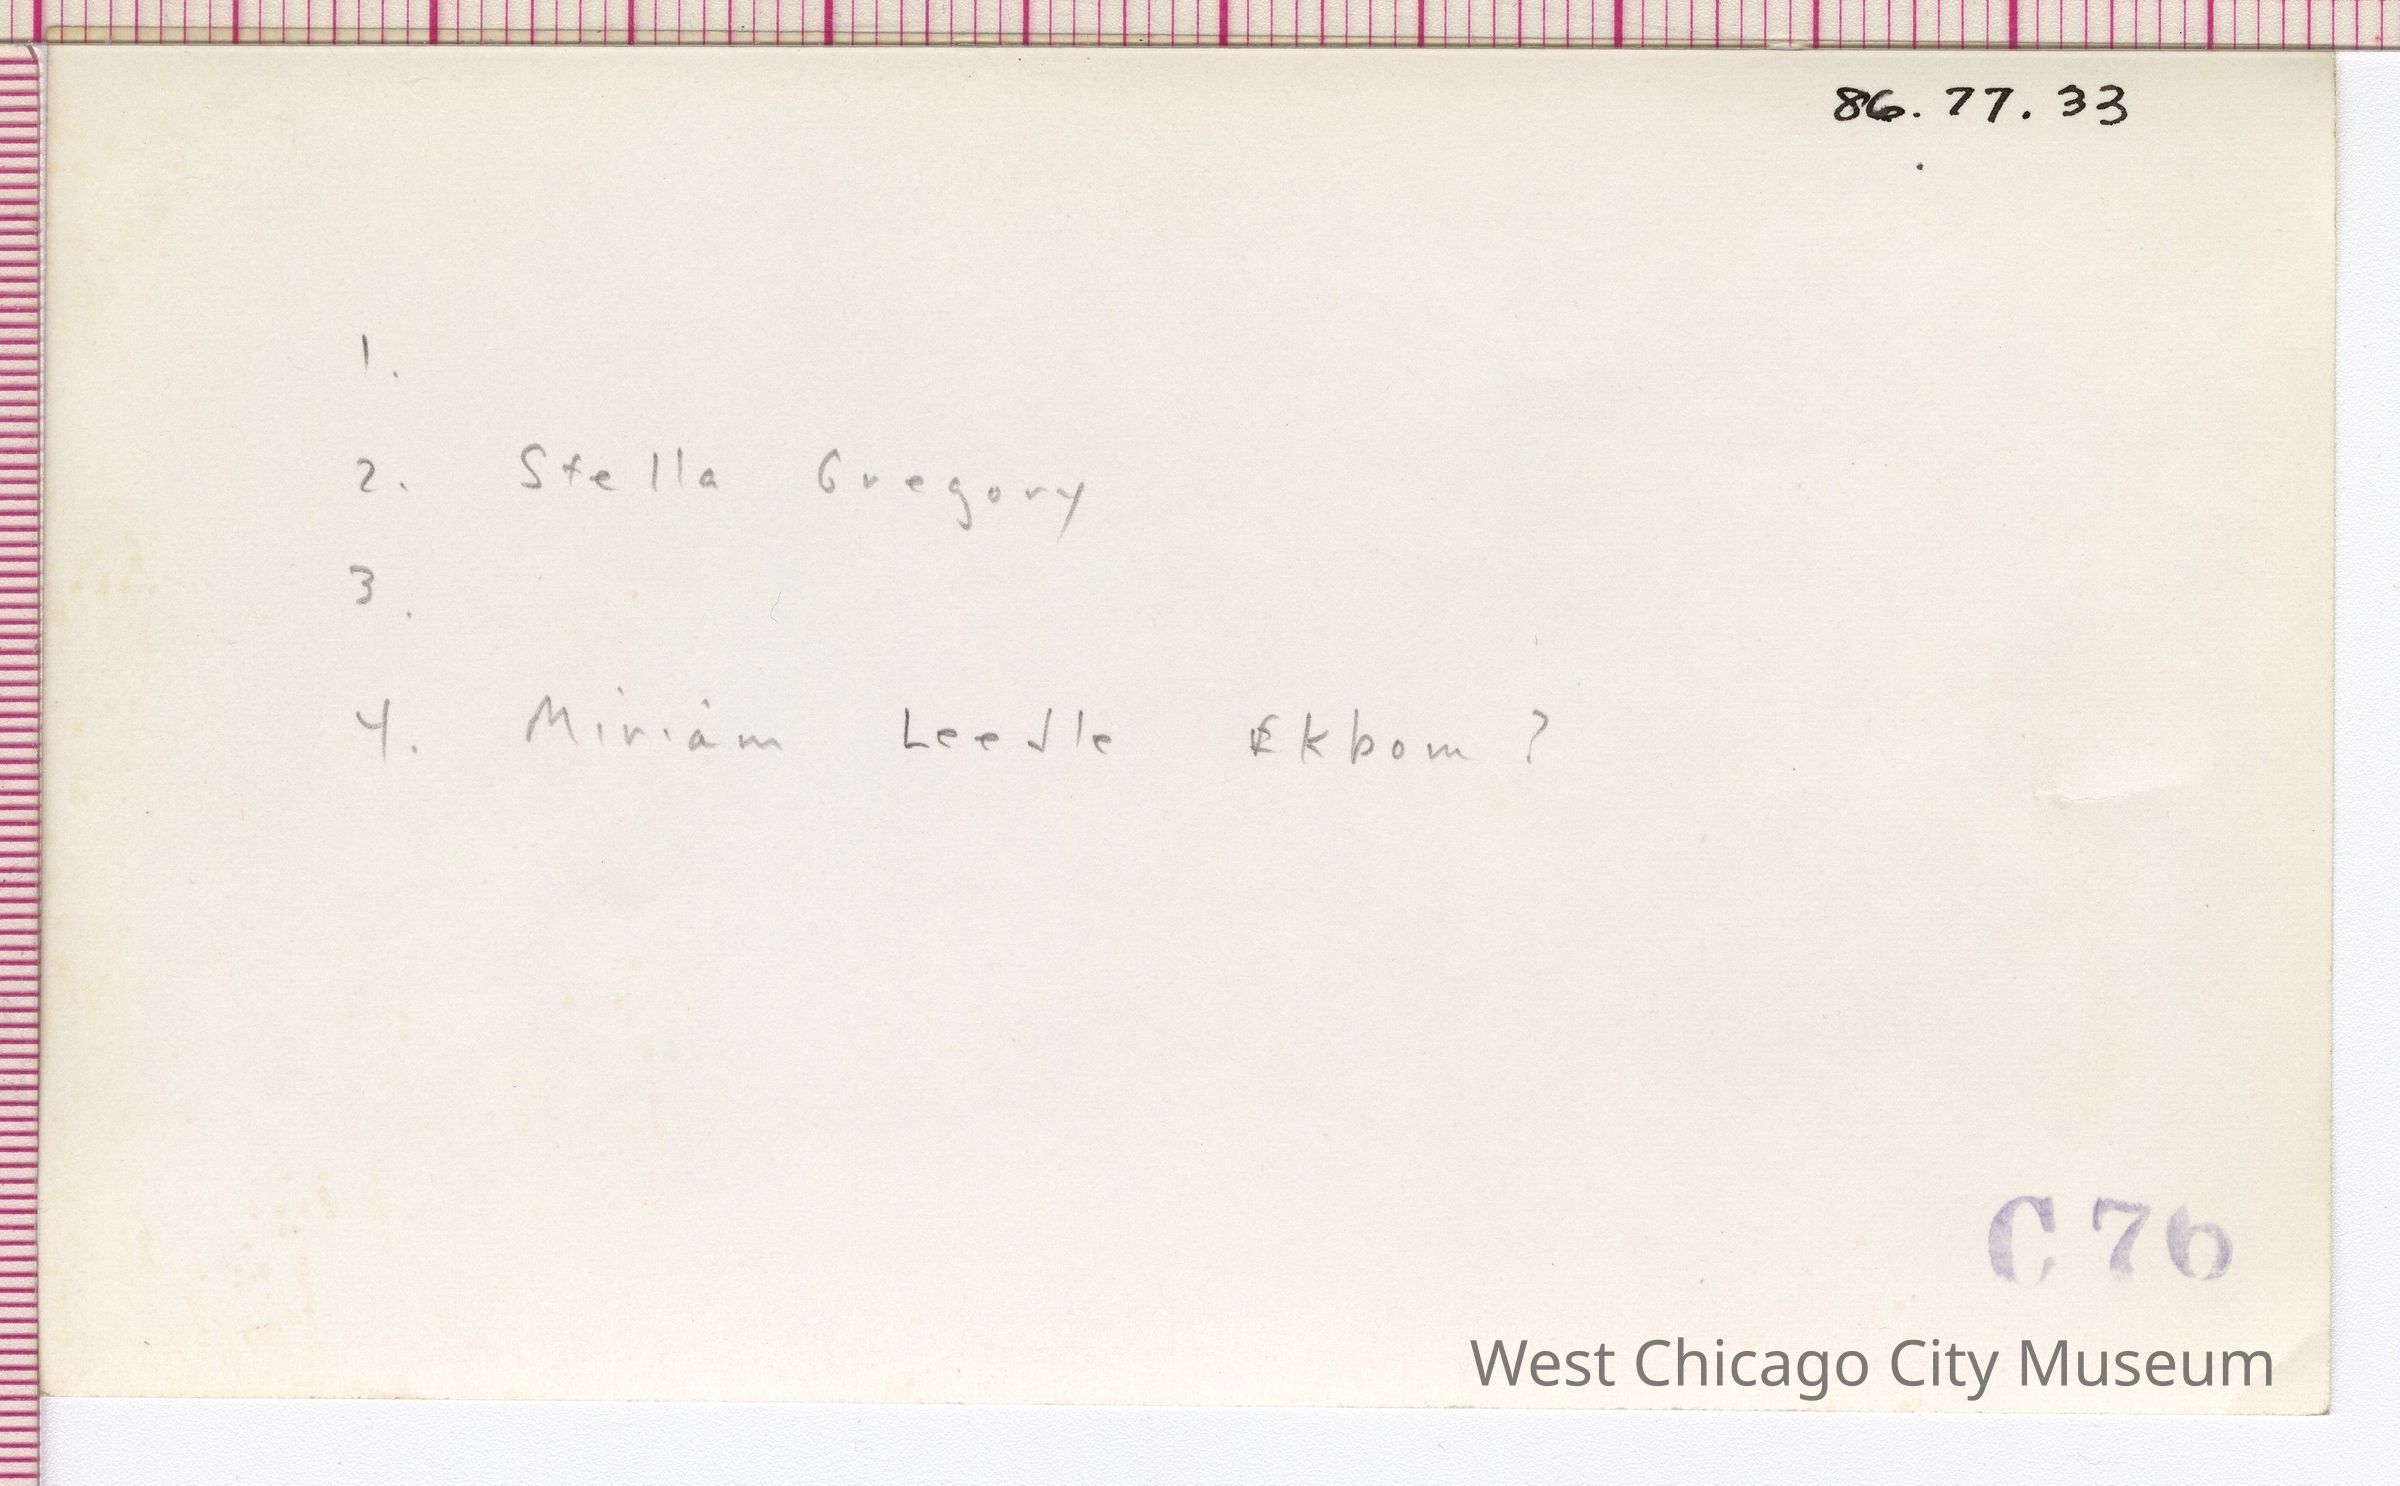 86.77.33
1.
2. Stella Gregory
3.
4. Miriam Leedle Ekbom?
C76
West Chicago City Museum